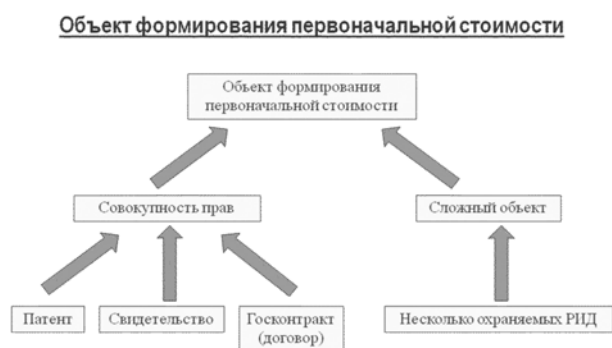 Объект формирования первоначальной стоимости
Объект формирования
первоначальной стоимости
Совокупность прав
Сложный объект
Патент
Свидетельство
Госконтракт
(договор)
Несколько охраняемых РИД